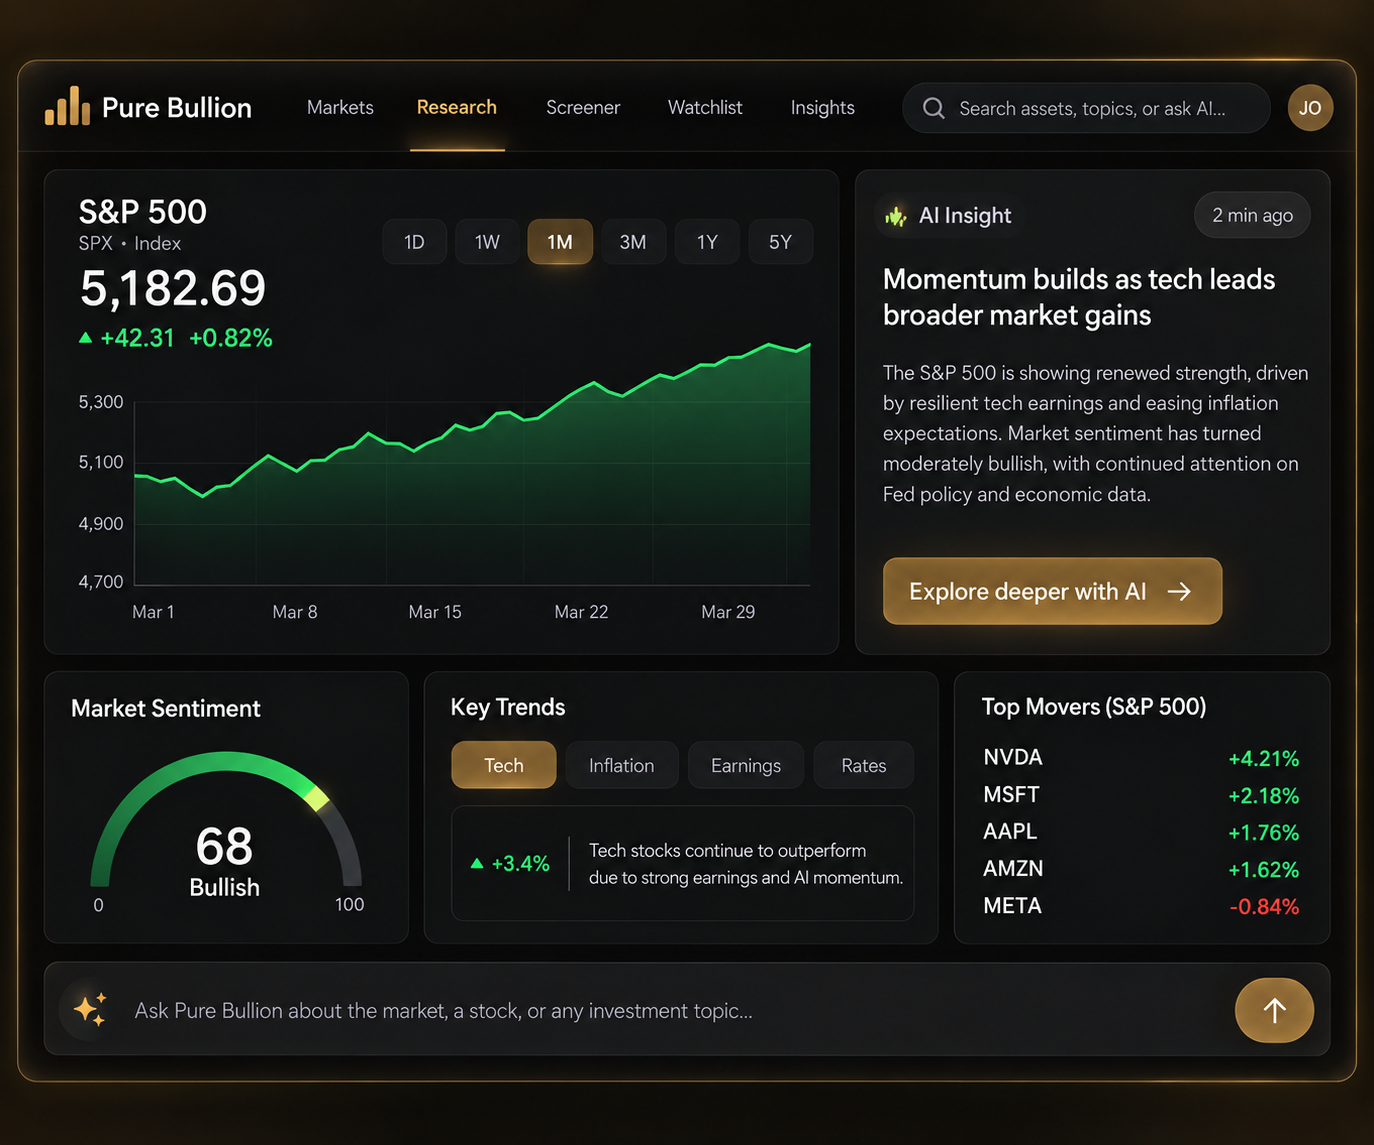 Pure Bullion
Markets
Research
Screener
Watchlist
Insights
Search assets, topics, or ask AI...
JO
S&P 500
SPX • Index
5,182.69
▲ +42.31 +0.82%
1D
1W
1M
3M
1Y
5Y
5,300
5,100
4,900
4,700
Mar 1
Mar 8
Mar 15
Mar 22
Mar 29
AI Insight
2 min ago
Momentum builds as tech leads
broader market gains
The S&P 500 is showing renewed strength, driven
by resilient tech earnings and easing inflation
expectations. Market sentiment has turned
moderately bullish, with continued attention on
Fed policy and economic data.
Explore deeper with AI →
Market Sentiment
68
Bullish
0
100
Key Trends
Tech
Inflation
Earnings
Rates
▲ +3.4%
Tech stocks continue to outperform
due to strong earnings and AI momentum.
Top Movers (S&P 500)
NVDA +4.21%
MSFT +2.18%
AAPL +1.76%
AMZN +1.62%
META -0.84%
Ask Pure Bullion about the market, a stock, or any investment topic...